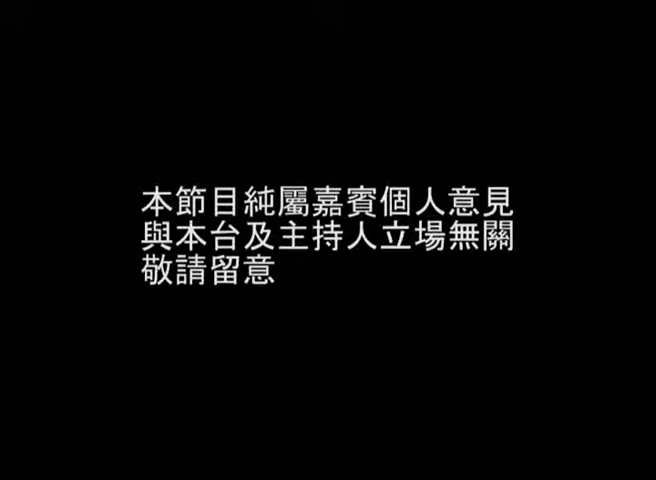 本節目純屬嘉賓個人意見
與本台及主持人立場無關
敬請留意